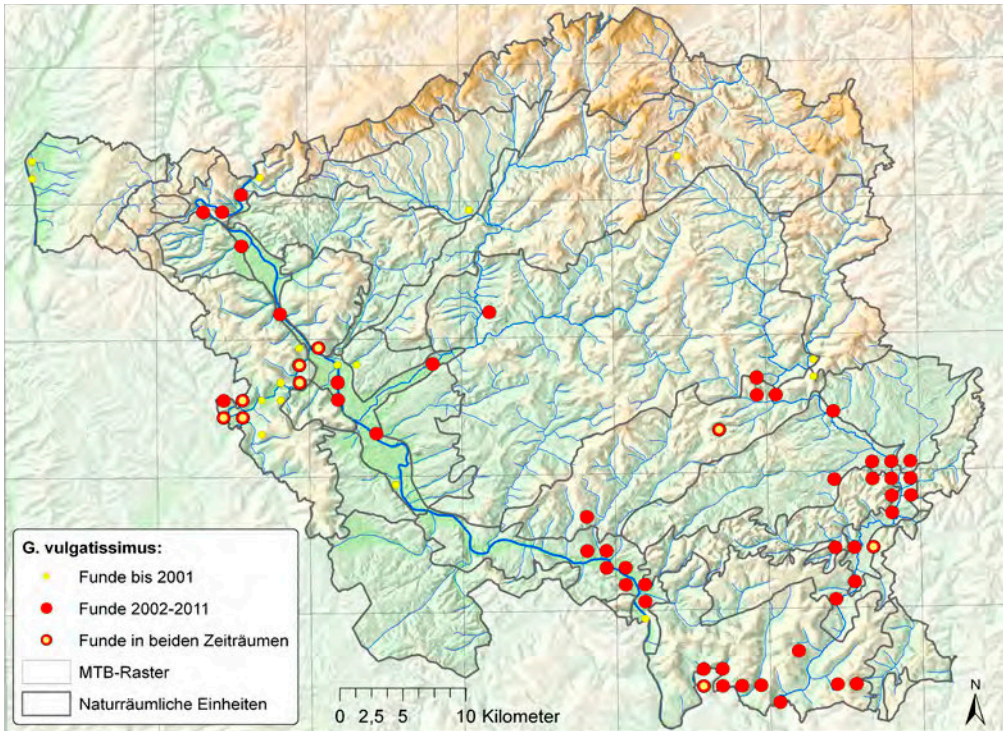 G. vulgatissimus:
Funde bis 2001
Funde 2002-2011
Funde in beiden Zeiträumen
MTB-Raster
Naturräumliche Einheiten
0 2,5 5 10 Kilometer
N